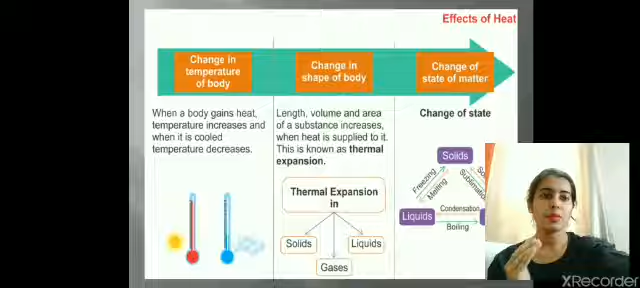 Effects of Heat
Change in
temperature
of body
Change in
shape of body
Change of
state of matter
When a body gains heat,
temperature increases and
when it is cooled
temperature decreases.
Length, volume and area
of a substance increases,
when heat is supplied to it.
This is known as thermal
expansion.
Thermal Expansion
in
Solids
Liquids
Gases
Change of state
Solids
Freezing
Melting
Sublimation
Condensation
Liquids
Boiling
XRecorder